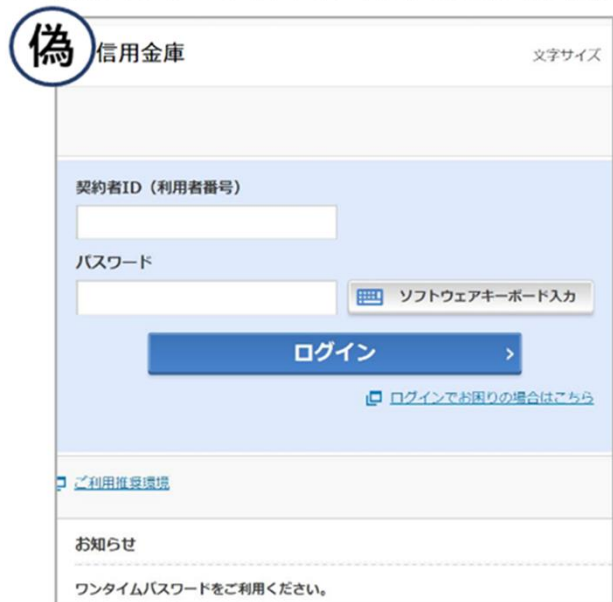 偽
信用金庫
文字サイズ
契約者ID（利用者番号）
パスワード
ソフトウェアキーボード入力
ログイン
ログインでお困りの場合はこちら
ご利用推奨環境
お知らせ
ワンタイムパスワードをご利用ください。